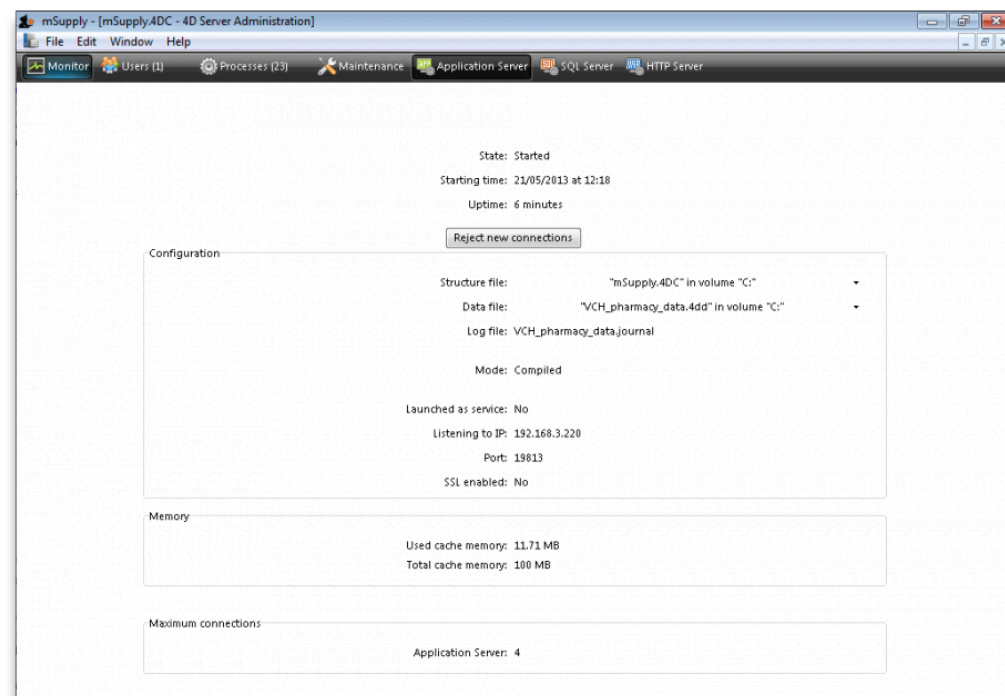 mSupply - [mSupply.4DC - 4D Server Administration]
File Edit Window Help
Monitor Users (1) Processes (23) Maintenance Application Server SQL Server HTTP Server
State: Started
Starting time: 21/05/2013 at 12:18
Uptime: 6 minutes
Reject new connections
Configuration
Structure file: "mSupply.4DC" in volume "C:"
Data file: "VCH_pharmacy_data.4dd" in volume "C:"
Log file: VCH_pharmacy_data.journal
Mode: Compiled
Launched as service: No
Listening to IP: 192.168.3.220
Port: 19813
SSL enabled: No
Memory
Used cache memory: 11.71 MB
Total cache memory: 100 MB
Maximum connections
Application Server: 4